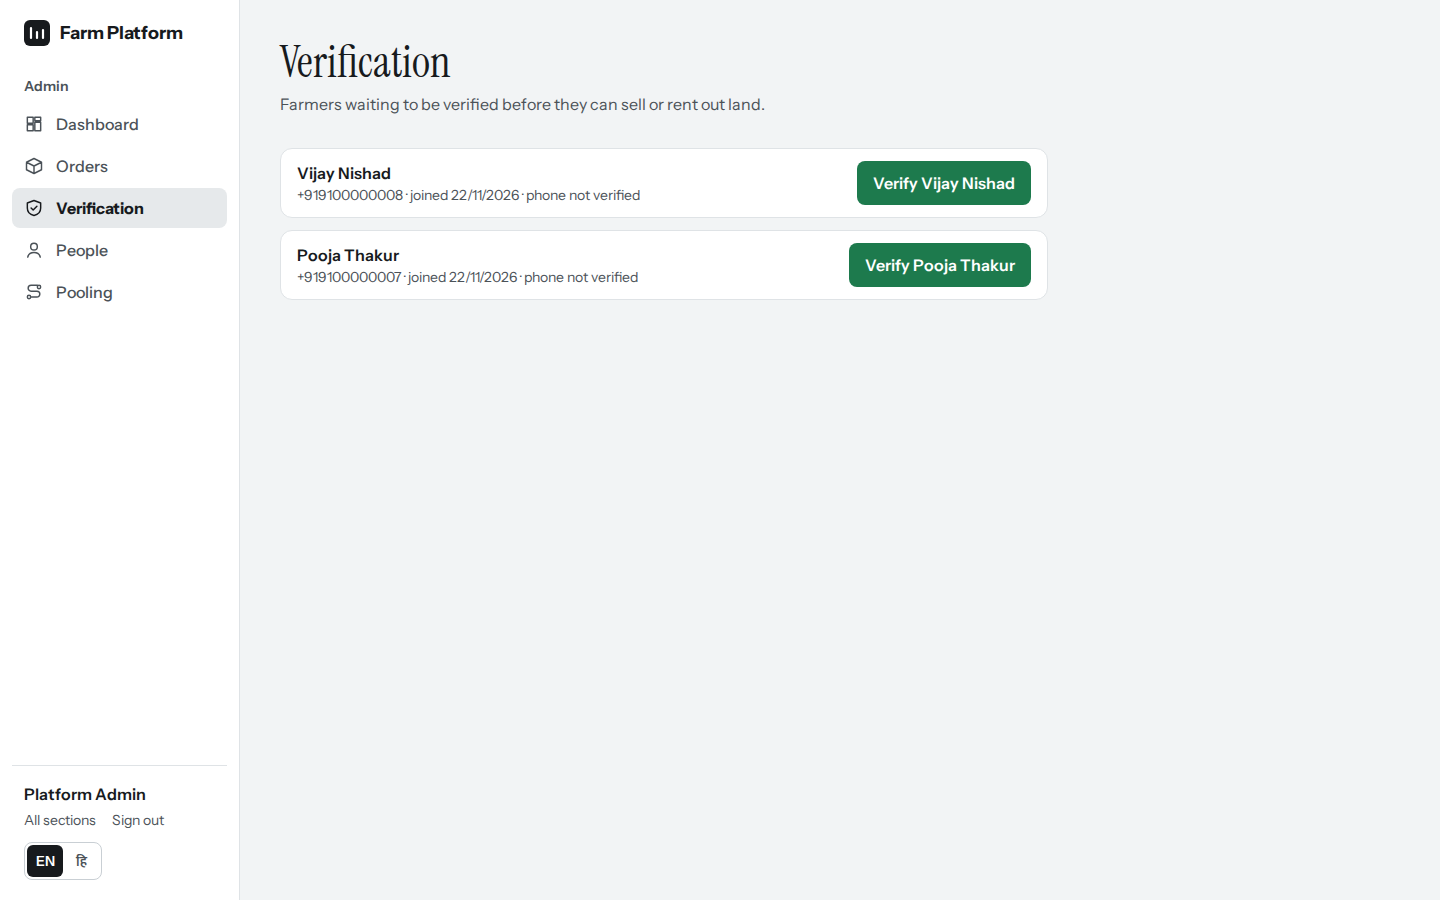 Farm Platform
Admin
Dashboard
Orders
Verification
People
Pooling
Platform Admin
All sections Sign out
EN हि
Verification
Farmers waiting to be verified before they can sell or rent out land.
Vijay Nishad
+919100000008 · joined 22/11/2026 · phone not verified
Verify Vijay Nishad
Pooja Thakur
+919100000007 · joined 22/11/2026 · phone not verified
Verify Pooja Thakur